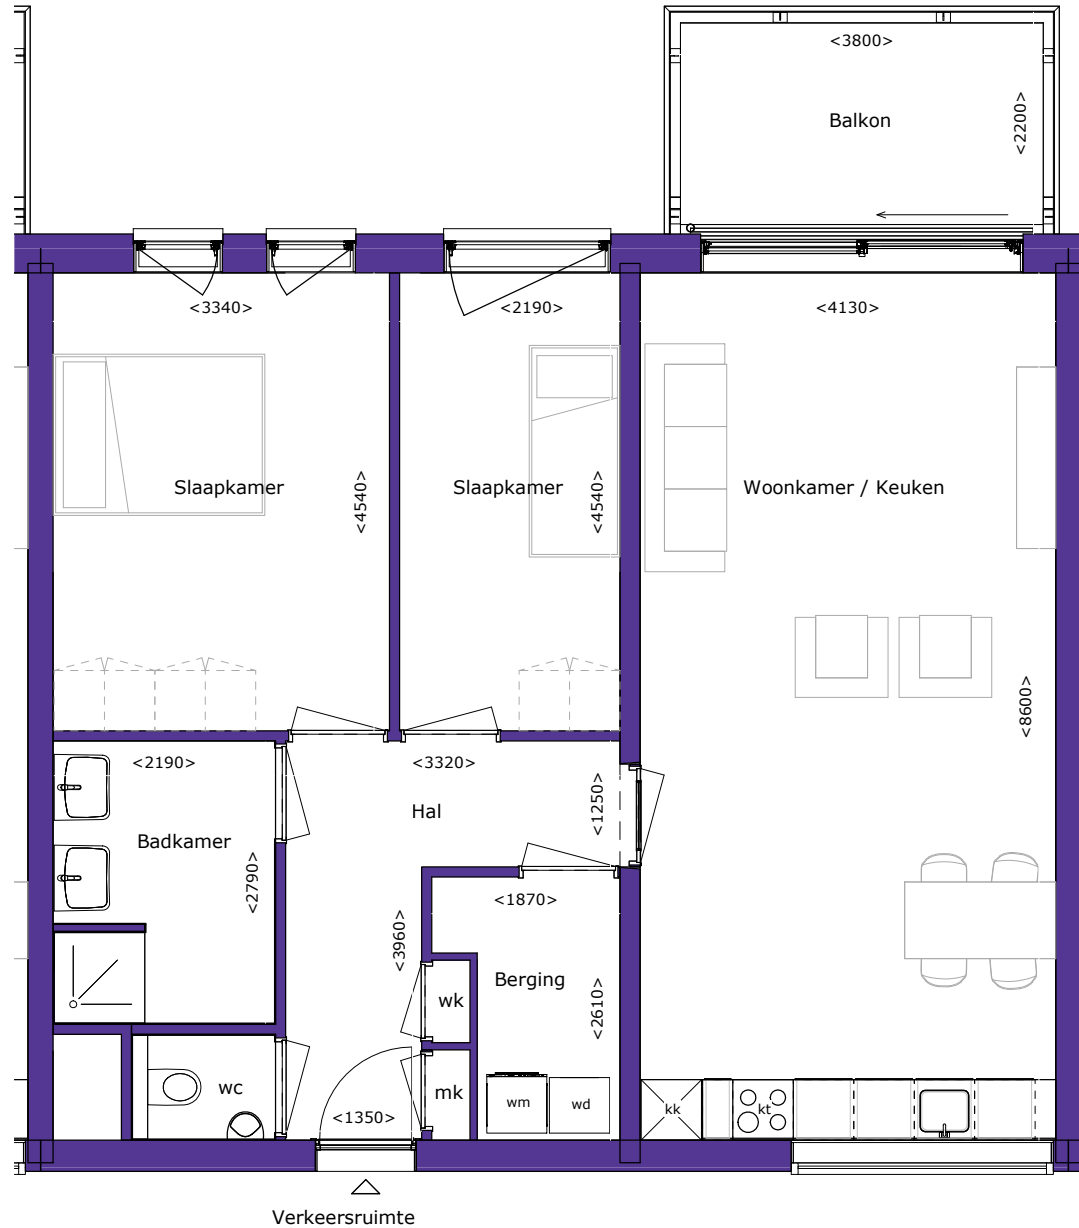 <3800>
Balkon
<2200>
<3340>
<2190>
<4130>
Slaapkamer
<4540>
Slaapkamer
<4540>
Woonkamer / Keuken
<8600>
<2190>
<3320>
Hal
<1250>
Badkamer
<2790>
<1870>
<3960>
Berging
wk
<2610>
wc
mk
wm
wd
kk
kt
<1350>
Verkeersruimte